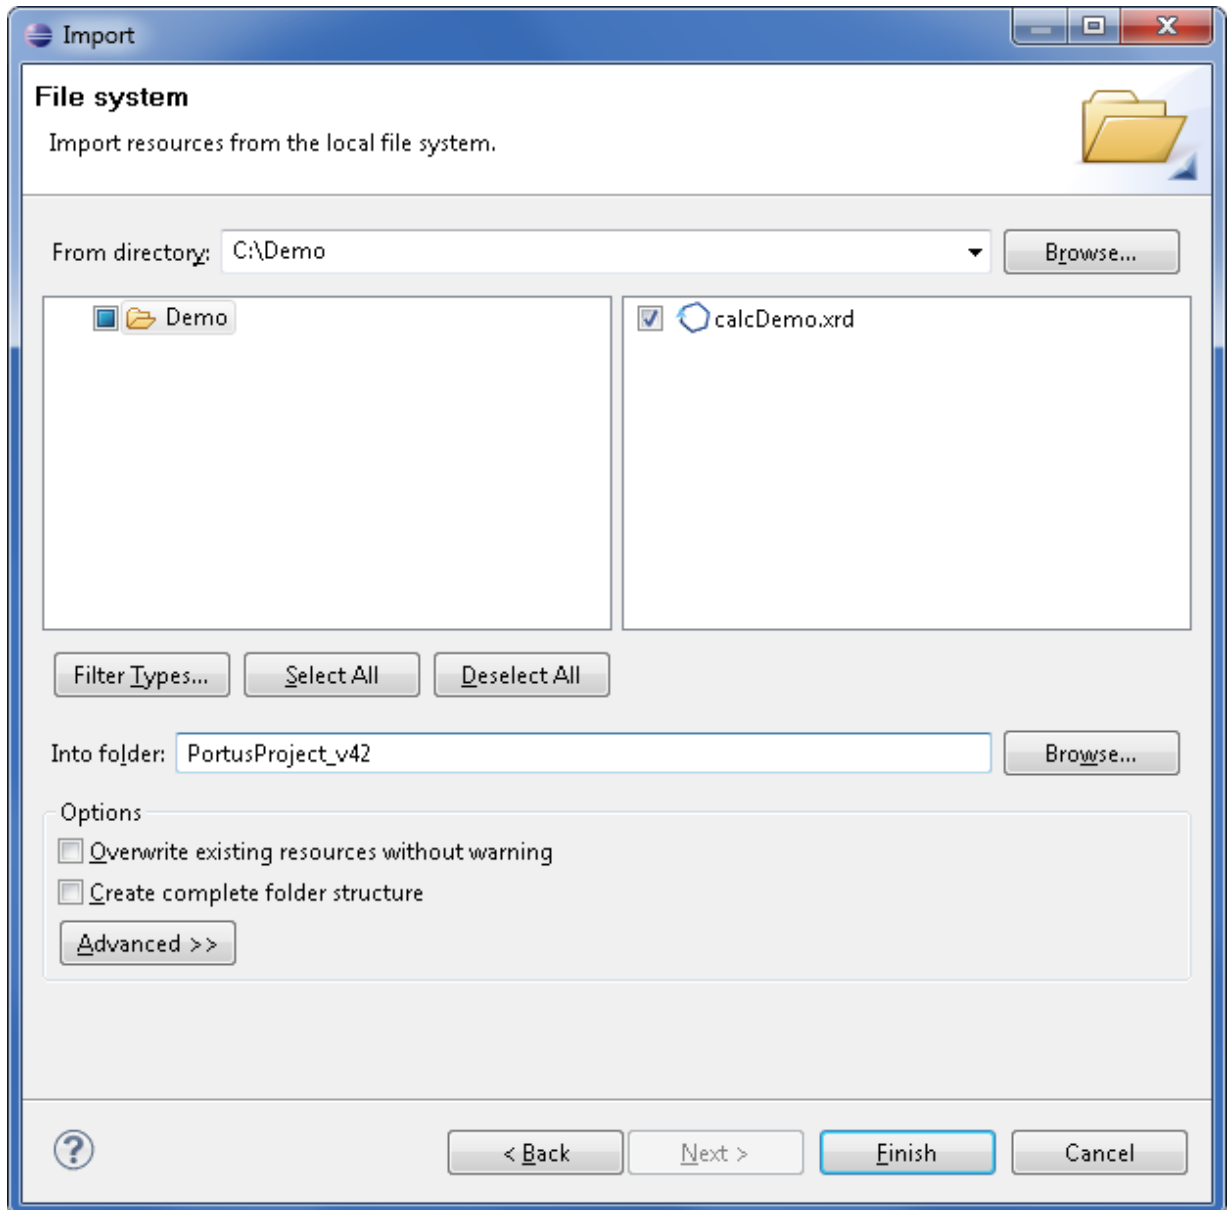 Import
File system
Import resources from the local file system.
From directory: C:\Demo Browse...
Demo calcDemo.xrd
Filter Types... Select All Deselect All
Into folder: PortusProject_v42 Browse...
Options
Overwrite existing resources without warning
Create complete folder structure
Advanced >>
? < Back Next > Finish Cancel